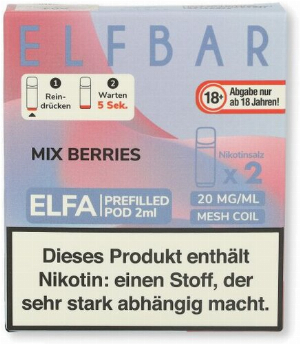 ELFBAR
1 2
Rein-
drücken
Warten
5 Sek.
18+ Abgabe nur
ab 18 Jahren!
MIX BERRIES
Nikotinsalz
x 2
ELFA PREFILLED
POD 2ml
20 MG/ML
MESH COIL
Dieses Produkt enthält
Nikotin: einen Stoff, der
sehr stark abhängig macht.